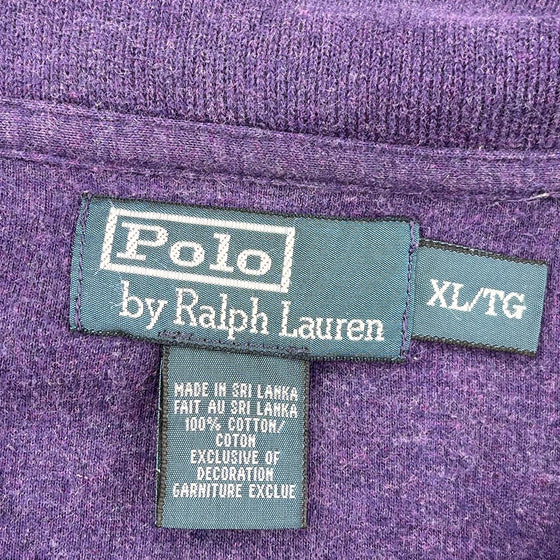 Polo
by Ralph Lauren
XL/TG
MADE IN SRI LANKA
FAIT AU SRI LANKA
100% COTTON/
COTON
EXCLUSIVE OF
DECORATION
GARNITURE EXCLUE